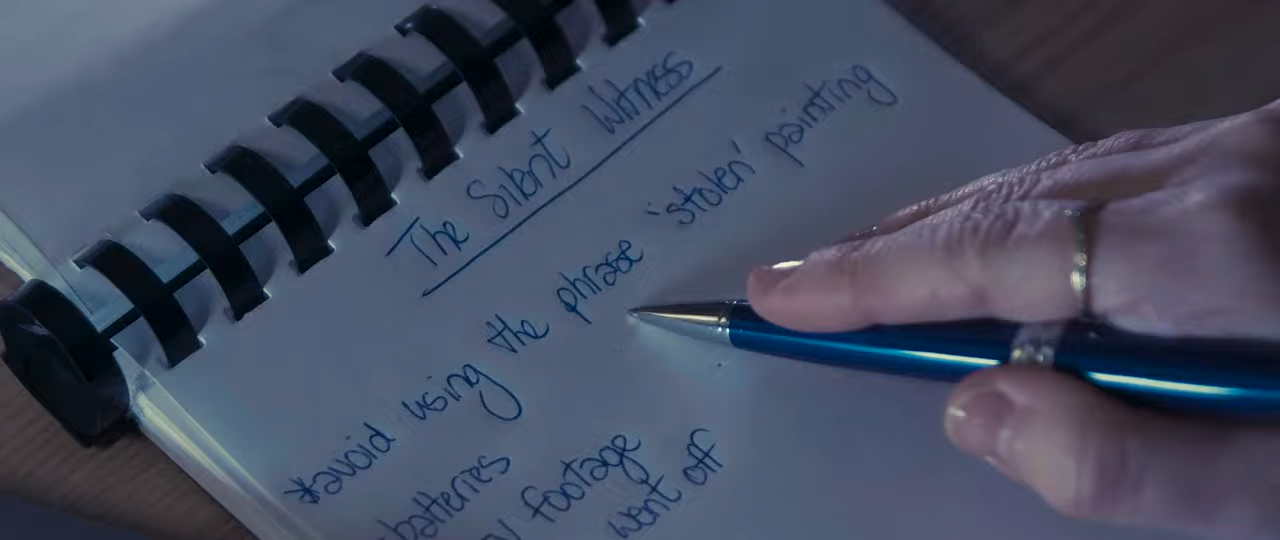 The Silent Witness
*avoid using the phrase 'stolen' painting
batteries
footage
went off